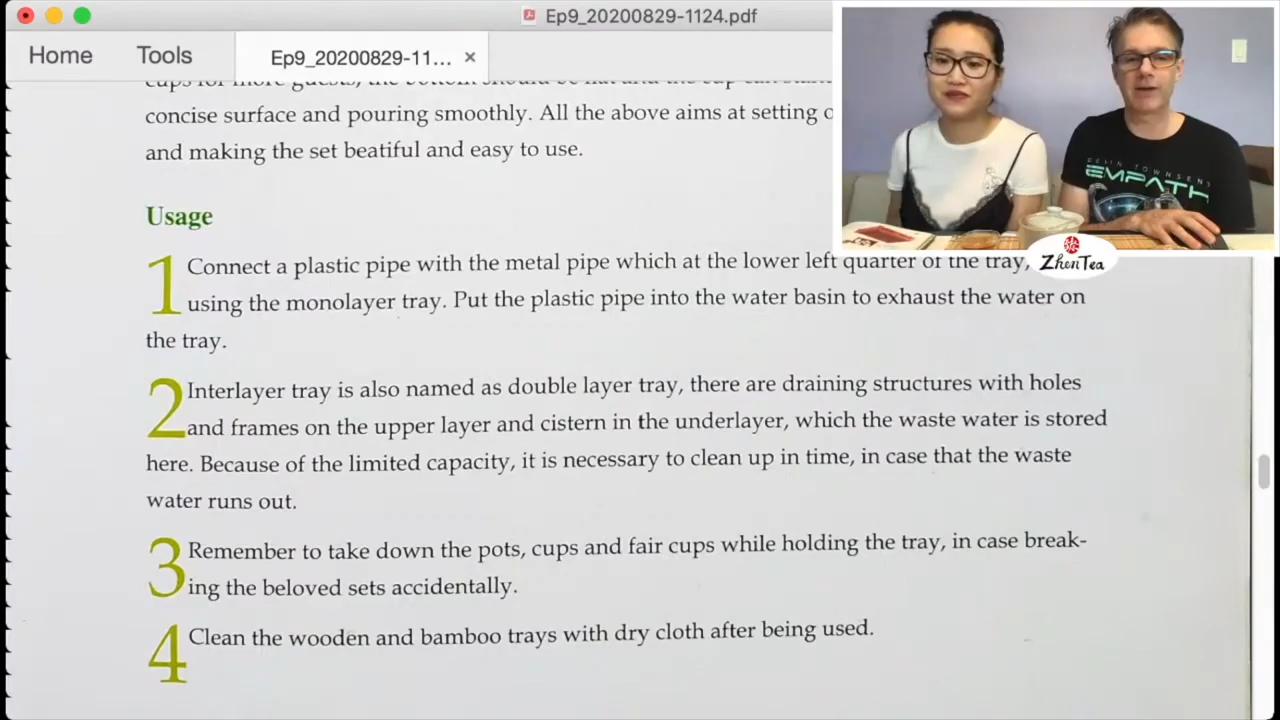 Ep9_20200829-1124.pdf
Home
Tools
Ep9_20200829-11...
×
concise surface and pouring smoothly. All the above aims at setting
and making the set beatiful and easy to use.
Usage
1 Connect a plastic pipe with the metal pipe which at the lower left quarter of the tray,
using the monolayer tray. Put the plastic pipe into the water basin to exhaust the water on
the tray.
2 Interlayer tray is also named as double layer tray, there are draining structures with holes
and frames on the upper layer and cistern in the underlayer, which the waste water is stored
here. Because of the limited capacity, it is necessary to clean up in time, in case that the waste
water runs out.
3 Remember to take down the pots, cups and fair cups while holding the tray, in case break-
ing the beloved sets accidentally.
4 Clean the wooden and bamboo trays with dry cloth after being used.
DEVIN TOWNSEND
EMPATH
ZhenTea